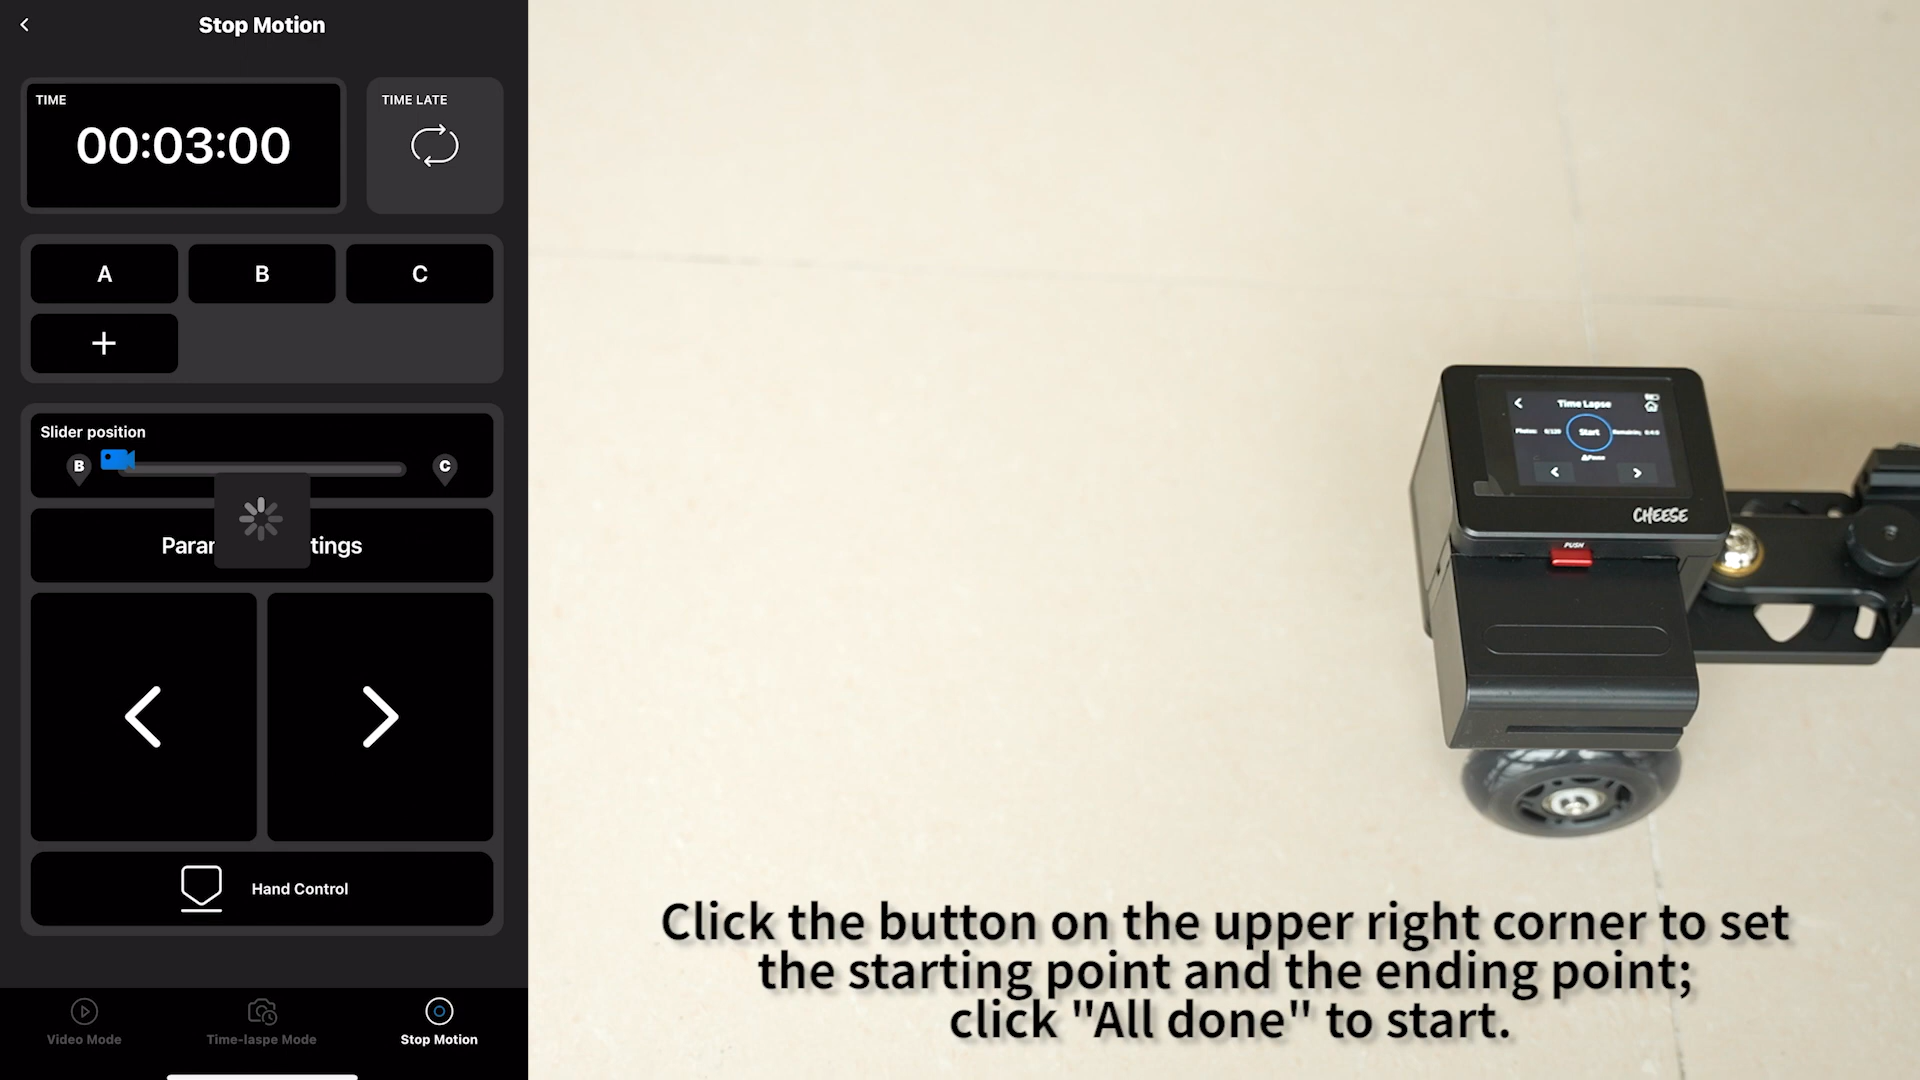 Stop Motion
TIME
00:03:00
TIME LATE
A
B
C
+
Slider position
B
C
Hand Control
Video Mode
Time-laspe Mode
Stop Motion
Time Lapse
Photos:
Start
CHEESE
PUSH
Click the button on the upper right corner to set
the starting point and the ending point;
click "All done" to start.